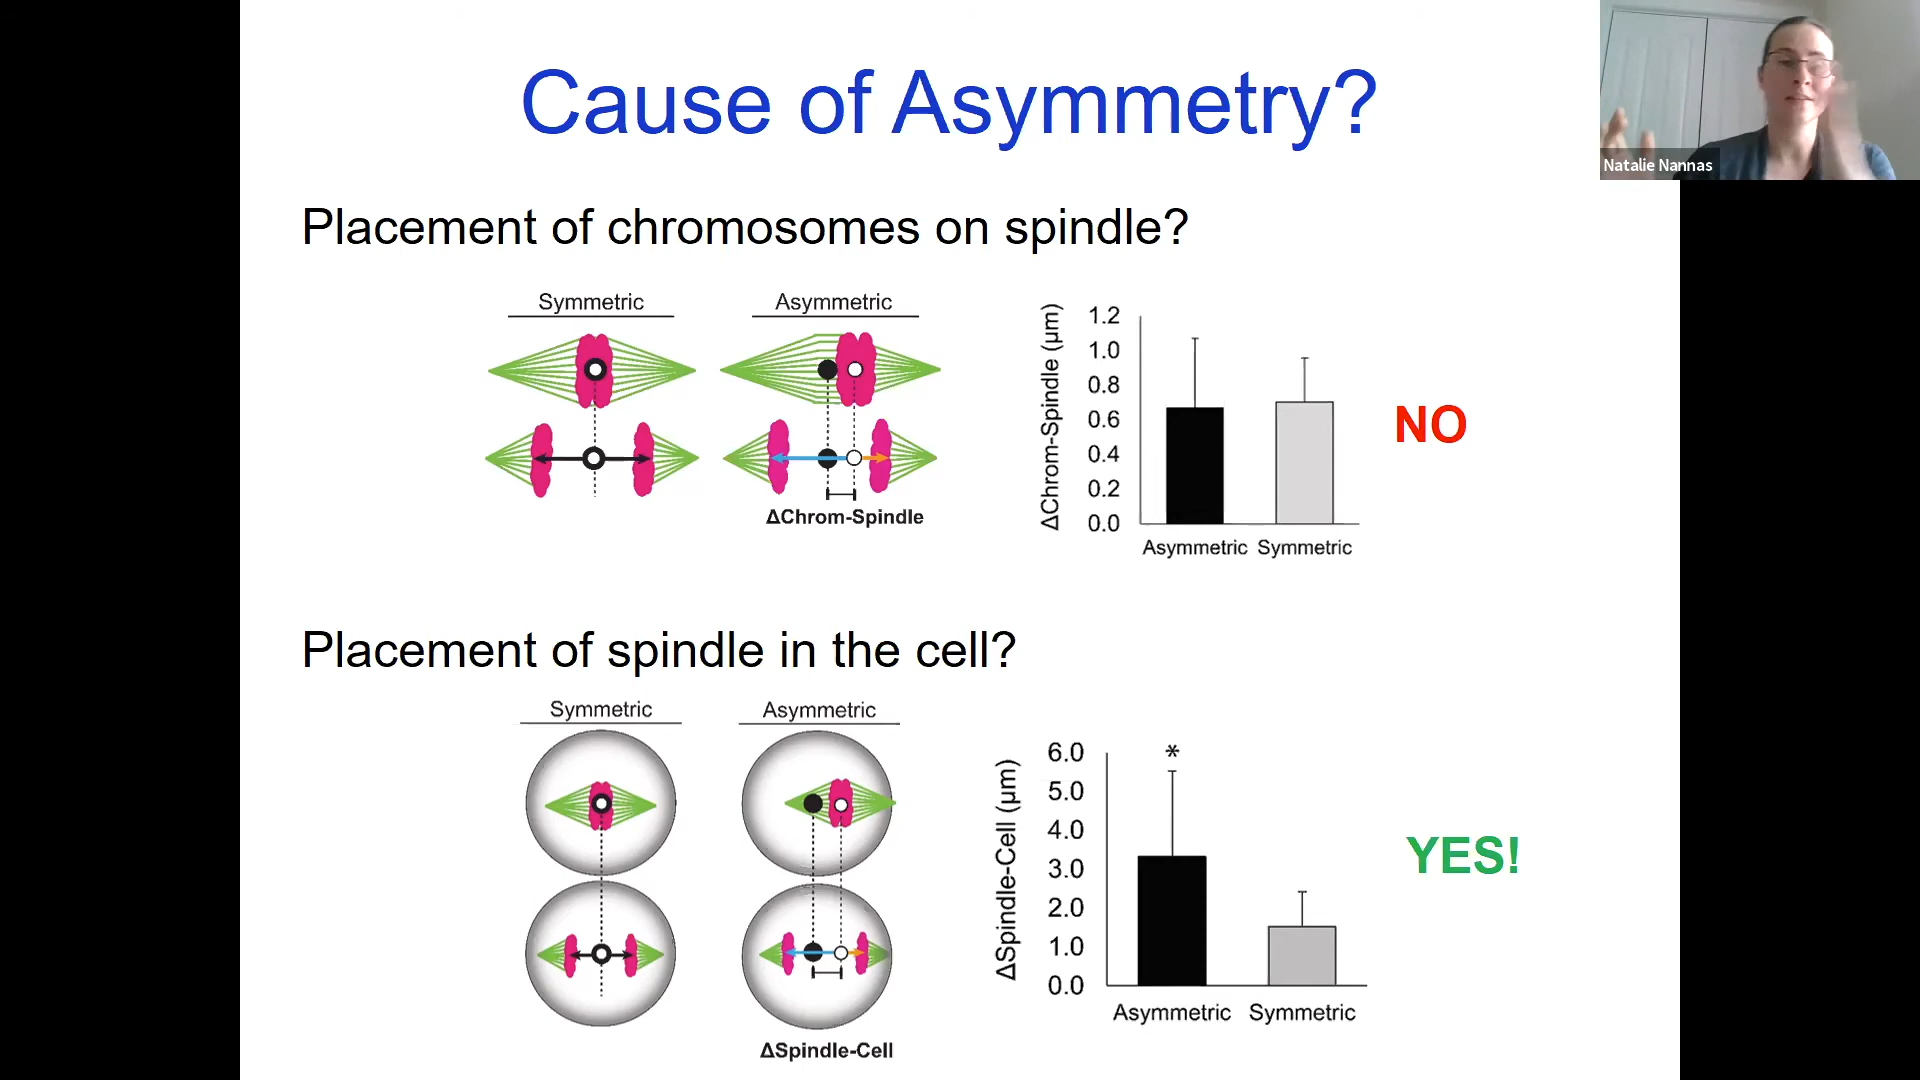 Cause of Asymmetry?
Natalie Nannas
Placement of chromosomes on spindle?
Symmetric
Asymmetric
ΔChrom-Spindle
ΔChrom-Spindle (μm)
1.2
1.0
0.8
0.6
0.4
0.2
0.0
Asymmetric Symmetric
NO
Placement of spindle in the cell?
Symmetric
Asymmetric
ΔSpindle-Cell
ΔSpindle-Cell (μm)
6.0
5.0
4.0
3.0
2.0
1.0
0.0
*
Asymmetric Symmetric
YES!